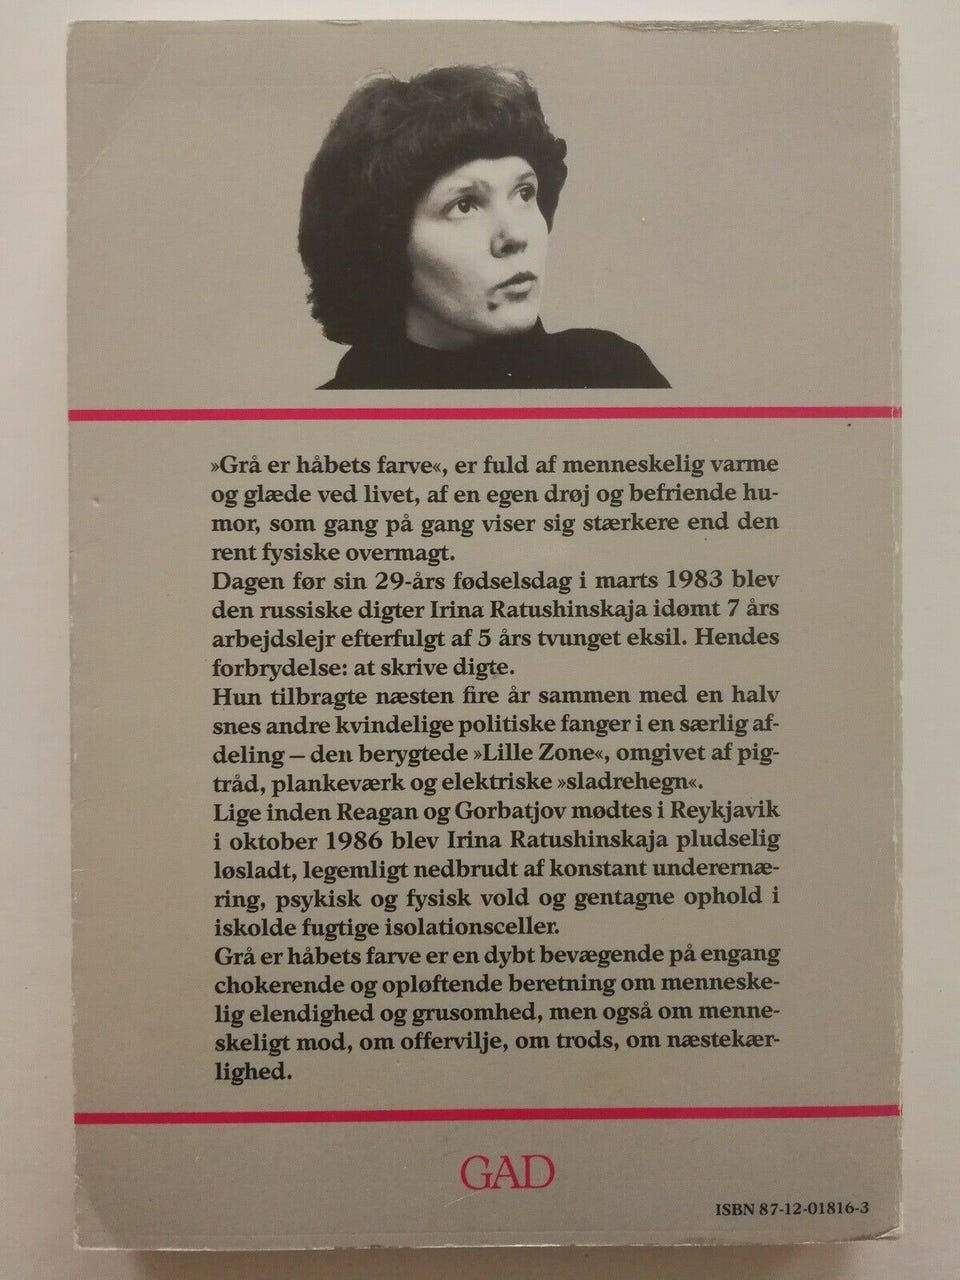 »Grå er håbets farve«, er fuld af menneskelig varme
og glæde ved livet, af en egen drøj og befriende hu-
mor, som gang på gang viser sig stærkere end den
rent fysiske overmagt.
Dagen før sin 29-års fødselsdag i marts 1983 blev
den russiske digter Irina Ratushinskaja idømt 7 års
arbejdslejr efterfulgt af 5 års tvunget eksil. Hendes
forbrydelse: at skrive digte.
Hun tilbragte næsten fire år sammen med en halv
snes andre kvindelige politiske fanger i en særlig af-
deling – den berygtede »Lille Zone«, omgivet af pig-
tråd, plankeværk og elektriske »sladrehegn«.
Lige inden Reagan og Gorbatjov mødtes i Reykjavik
i oktober 1986 blev Irina Ratushinskaja pludselig
løsladt, legemligt nedbrudt af konstant underernæ-
ring, psykisk og fysisk vold og gentagne ophold i
iskolde fugtige isolationsceller.
Grå er håbets farve er en dybt bevægende på engang
chokerende og opløftende beretning om menneske-
lig elendighed og grusomhed, men også om menne-
skeligt mod, om offervilje, om trods, om næstekær-
lighed.
GAD
ISBN 87-12-01816-3